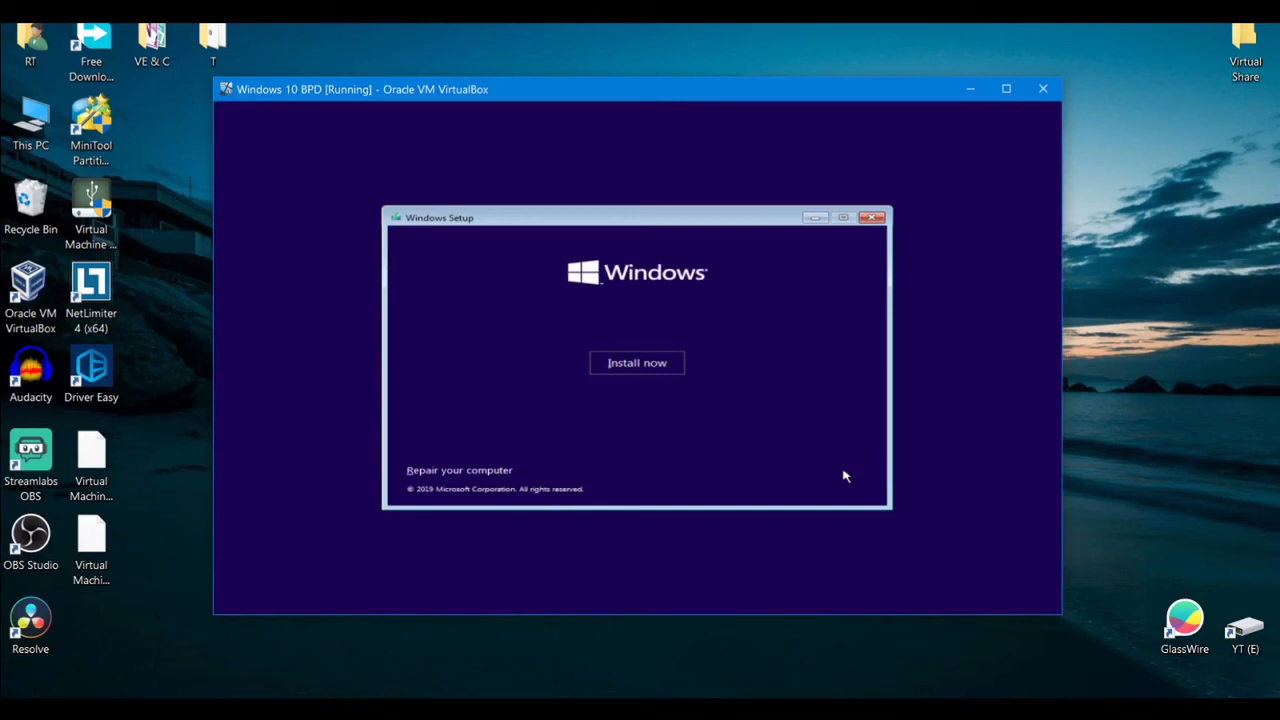 RT
Free
Downlo...
VE & C
T
Virtual
Share
This PC
MiniTool
Partiti...
Recycle Bin
Virtual
Machine ...
Oracle VM
VirtualBox
NetLimiter
4 (x64)
Audacity
Driver Easy
Streamlabs
OBS
Virtual
Machin...
OBS Studio
Virtual
Machi...
Resolve
GlassWire
YT (E)
Windows 10 BPD [Running] - Oracle VM VirtualBox
Windows Setup
Windows
Install now
Repair your computer
© 2019 Microsoft Corporation. All rights reserved.